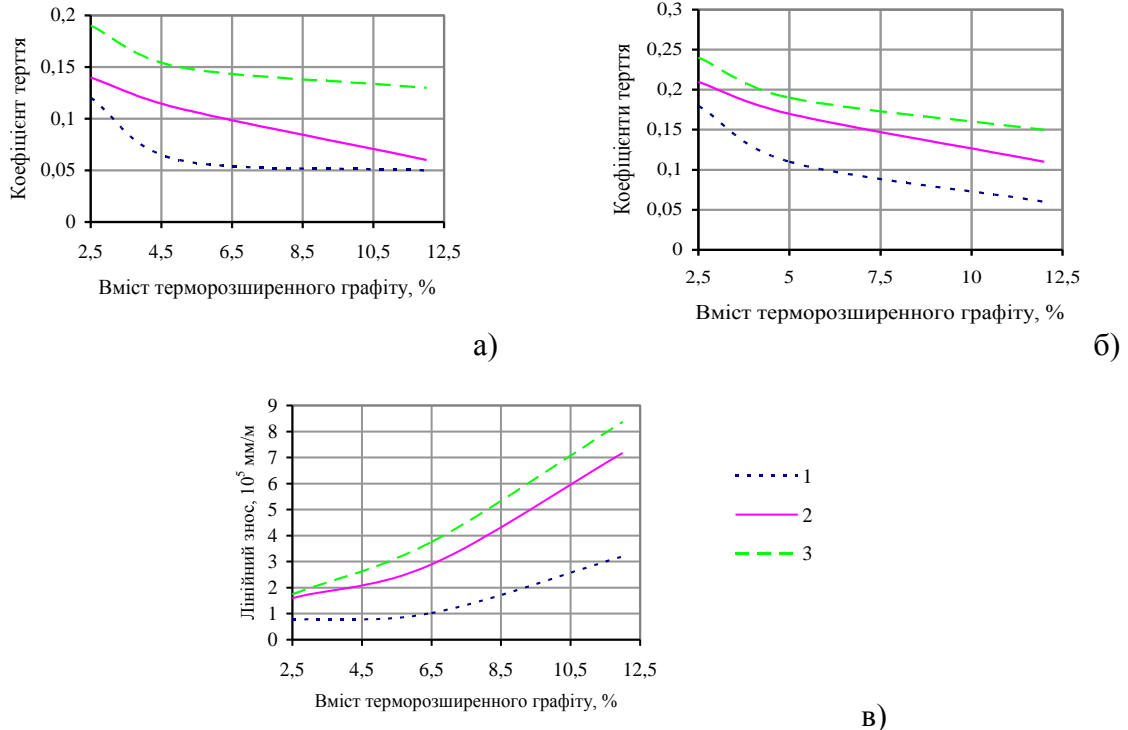 Коефіцієнт терття
0,2
0,15
0,1
0,05
0
2,5 4,5 6,5 8,5 10,5 12,5
Вміст терморозширенного графіту, %
а)
Коефіцієнти терття
0,3
0,25
0,2
0,15
0,1
0,05
0
2,5 5 7,5 10 12,5
Вміст терморозширенного графіту, %
б)
Лінійний знос, 10⁵ мм/м
9
8
7
6
5
4
3
2
1
0
2,5 4,5 6,5 8,5 10,5 12,5
Вміст терморозширенного графіту, %
в)
1
2
3